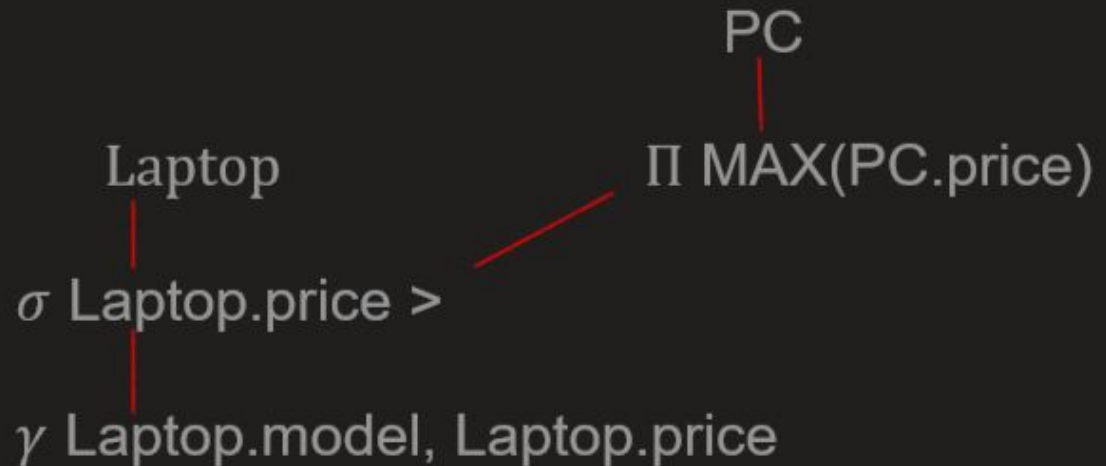 PC
Laptop
Π MAX(PC.price)
σ Laptop.price >
γ Laptop.model, Laptop.price